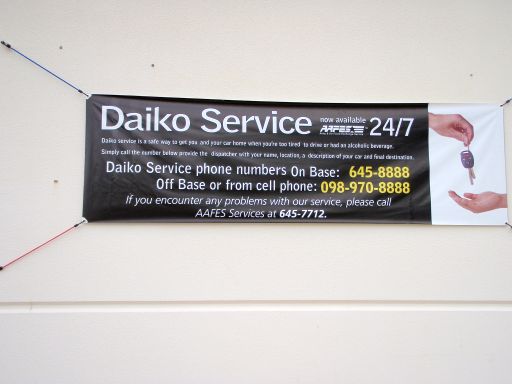 Daiko Service now available AAFES 24/7
Daiko service is a safe way to get you and your car home when you're too tired to drive or had an alcoholic beverage.
Simply call the number below provide the dispatcher with your name, location, a description of your car and final destination.
Daiko Service phone numbers On Base: 645-8888
Off Base or from cell phone: 098-970-8888
If you encounter any problems with our service, please call
AAFES Services at 645-7712.